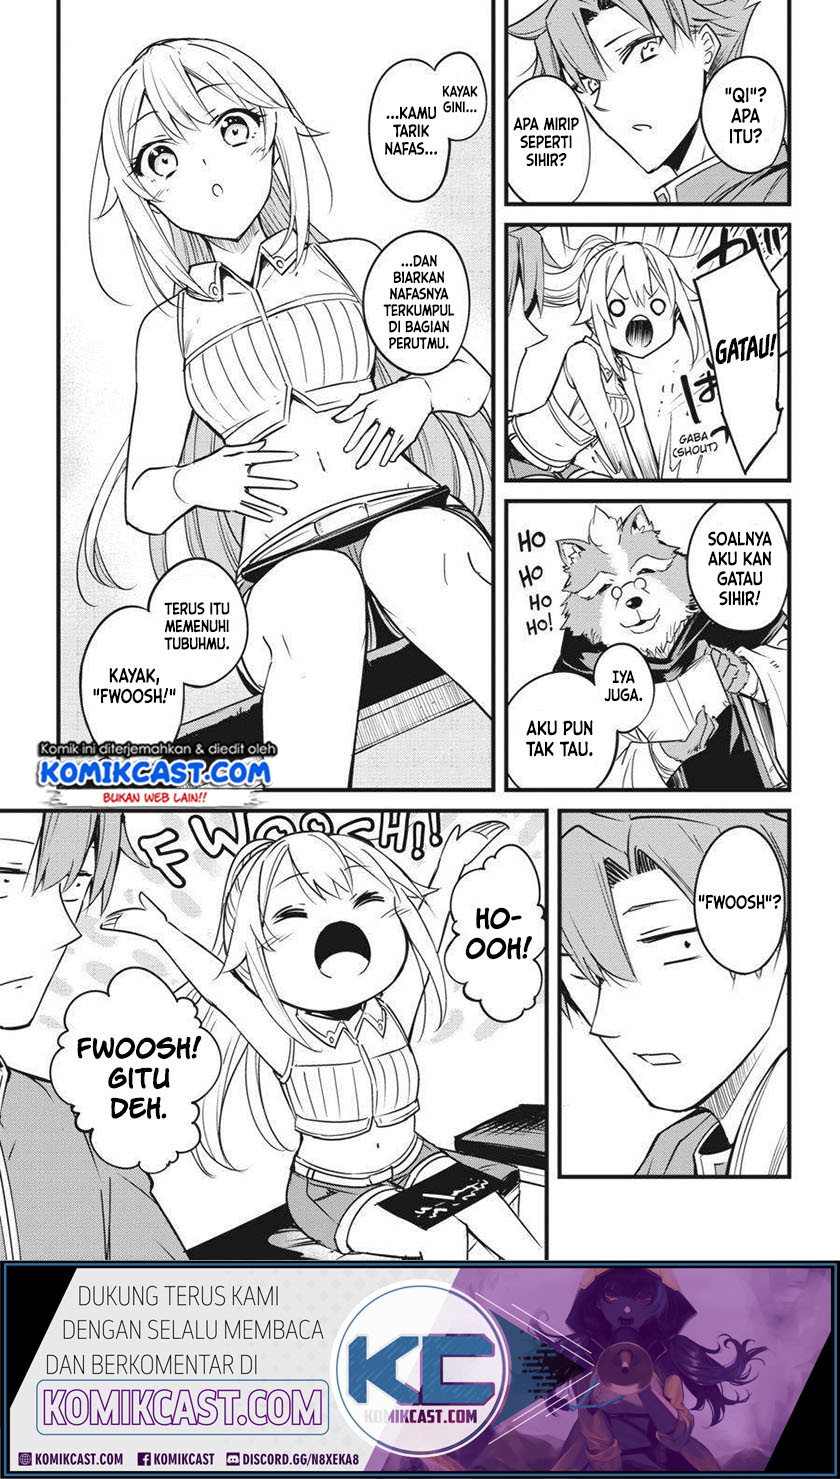 "QI"?
APA
ITU?
APA MIRIP
SEPERTI
SIHIR?
GATAU!
GABA
(SHOUT)
SOALNYA
AKU KAN
GATAU
SIHIR!
HO
HO
HO
HO!
IYA
JUGA.
AKU PUN
TAK TAU.
KAYAK
GINI...
...KAMU
TARIK
NAFAS...
...DAN
BIARKAN
NAFASNYA
TERKUMPUL
DI BAGIAN
PERUTMU.
TERUS ITU
MEMENUHI
TUBUHMU.
KAYAK,
"FWOOSH!"
Komik ini diterjemahkan & diedit oleh
KOMIKCAST.COM
BUKAN WEB LAIN!!
"FWOOSH"?
FWOOSH!!
HO-
OOH!
FWOOSH!
GITU
DEH.
DUKUNG TERUS KAMI
DENGAN SELALU MEMBACA
DAN BERKOMENTAR DI
KOMIKCAST.COM
KC
KOMIKCAST.COM
KOMIKCAST.COM KOMIKCAST DISCORD.GG/N8XEKA8